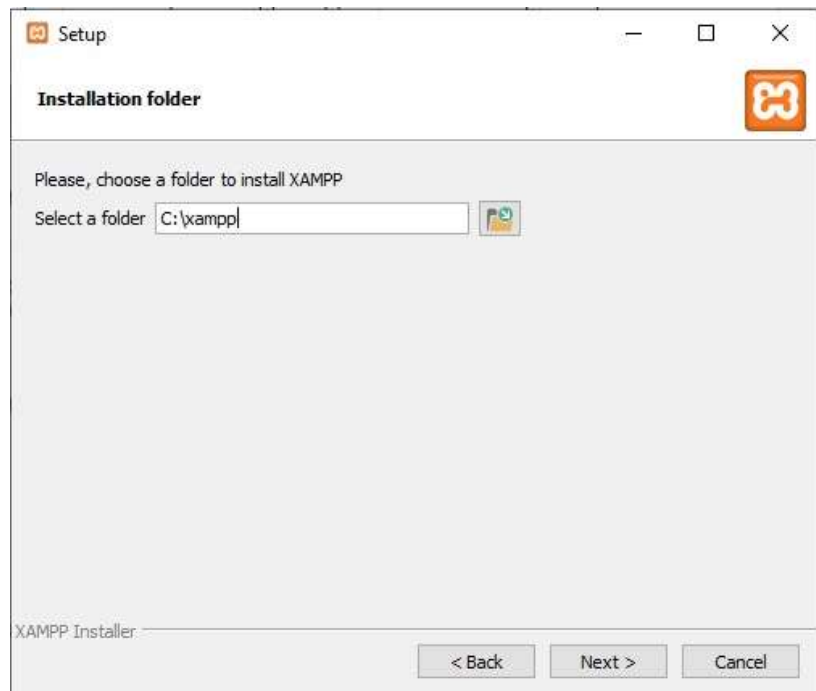 Setup
Installation folder
Please, choose a folder to install XAMPP
Select a folder C:\xampp
XAMPP Installer
< Back Next > Cancel